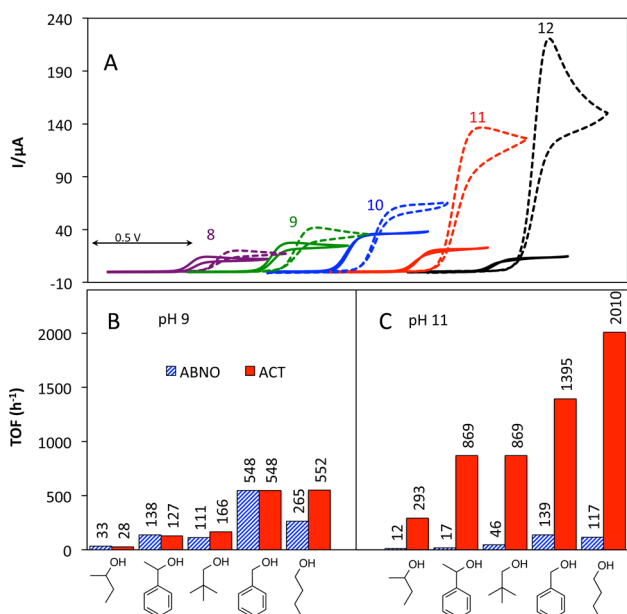 240
190
140
90
40
-10
I/µA
A
0.5 V
8
9
10
11
12
B
pH 9
C
pH 11
ABNO
ACT
2000
1500
1000
500
0
TOF (h⁻¹)
33
28
138
127
111
166
548
548
265
552
12
293
17
869
46
869
139
1395
117
2010
OH
OH
OH
OH
OH
OH
OH
OH
OH
OH